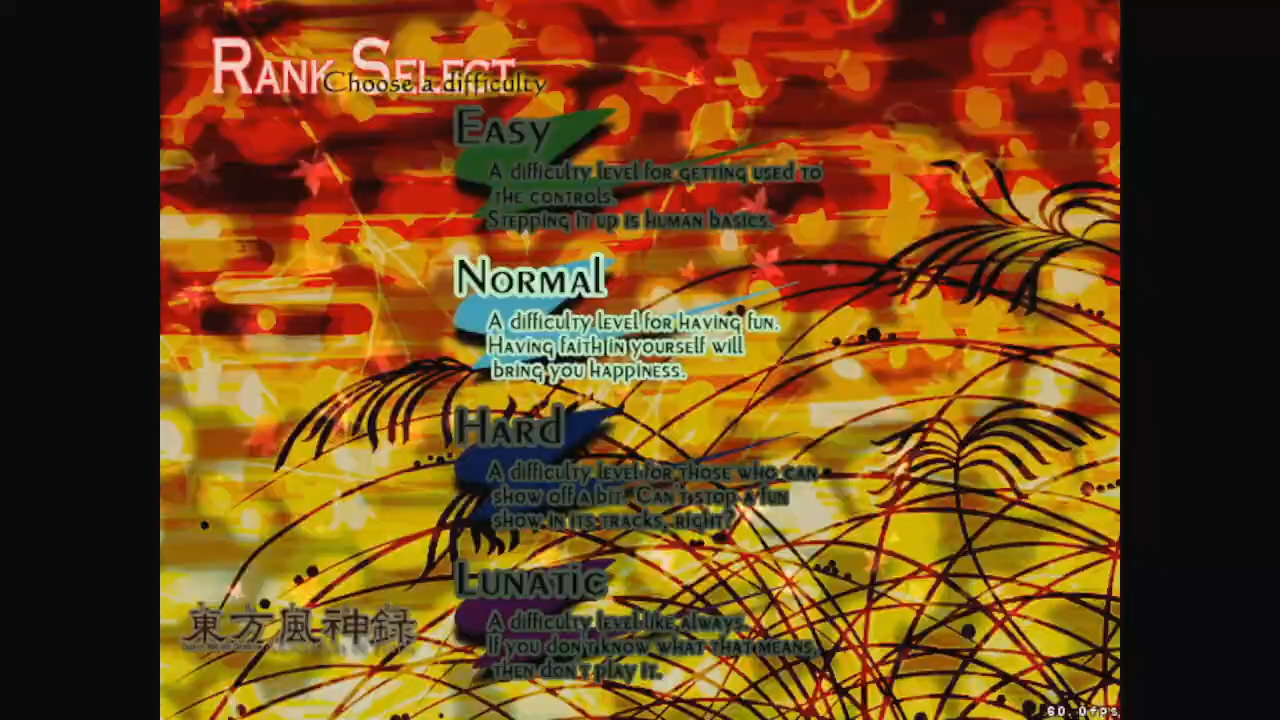 Rank Select
Choose a difficulty
Easy
A difficulty level for getting used to
the controls.
Stepping it up is human basics.
Normal
A difficulty level for having fun.
Having faith in yourself will
bring you happiness.
Hard
A difficulty level for those who can
show off a bit. Can't stop a fun
show in its tracks, right?
Lunatic
A difficulty level like always.
If you don't know what that means,
then don't play it.
東方風神録
60.0fps